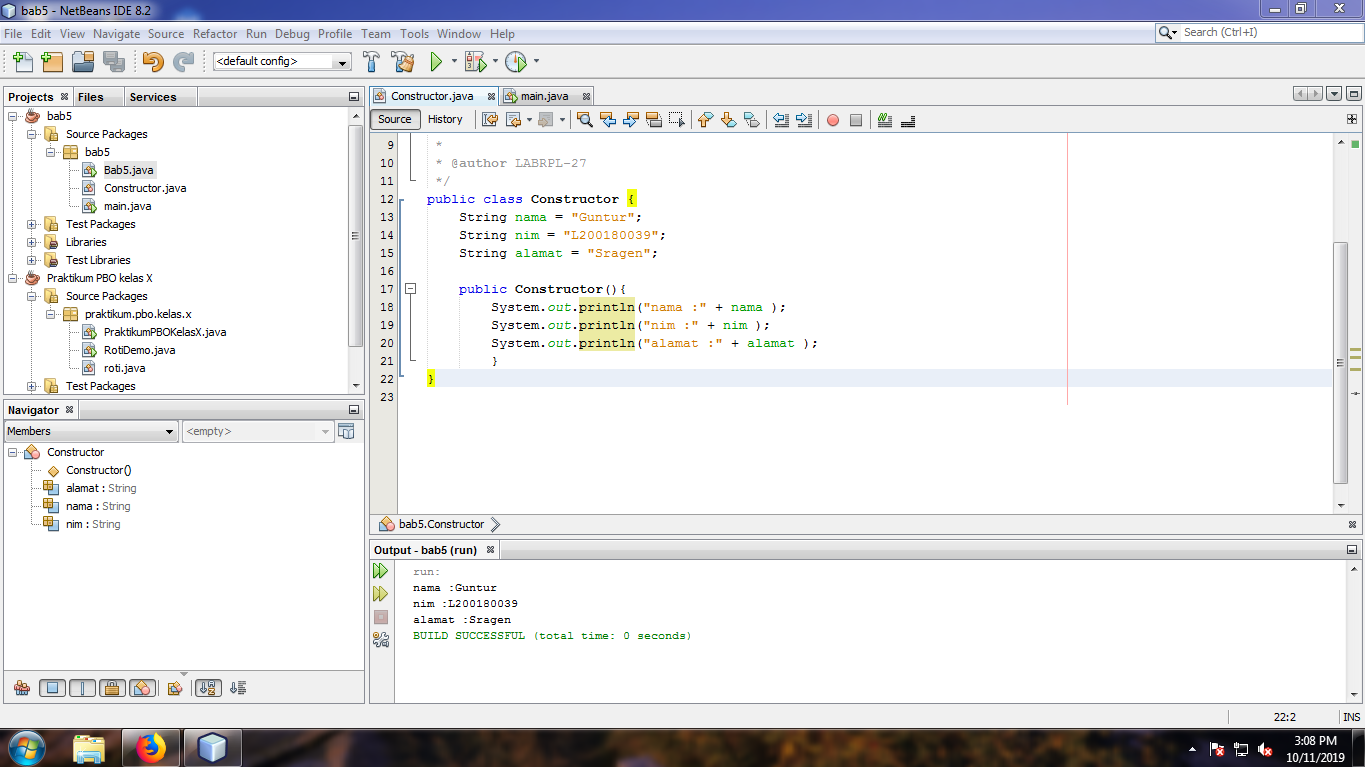 bab5 - NetBeans IDE 8.2
File Edit View Navigate Source Refactor Run Debug Profile Team Tools Window Help
Search (Ctrl+I)
<default config>
Projects Files Services
bab5
Source Packages
bab5
Bab5.java
Constructor.java
main.java
Test Packages
Libraries
Test Libraries
Praktikum PBO kelas X
Source Packages
praktikum.pbo.kelas.x
PraktikumPBOKelasX.java
RotiDemo.java
roti.java
Test Packages
Navigator
Members <empty>
Constructor
Constructor()
alamat : String
nama : String
nim : String
Constructor.java main.java
Source History
9 *
10 * @author LABRPL-27
11 */
12 public class Constructor {
13 String nama = "Guntur";
14 String nim = "L200180039";
15 String alamat = "Sragen";
16
17 public Constructor(){
18 System.out.println("nama :" + nama );
19 System.out.println("nim :" + nim );
20 System.out.println("alamat :" + alamat );
21 }
22 }
23
bab5.Constructor
Output - bab5 (run)
run:
nama :Guntur
nim :L200180039
alamat :Sragen
BUILD SUCCESSFUL (total time: 0 seconds)
22:2 INS
3:08 PM
10/11/2019